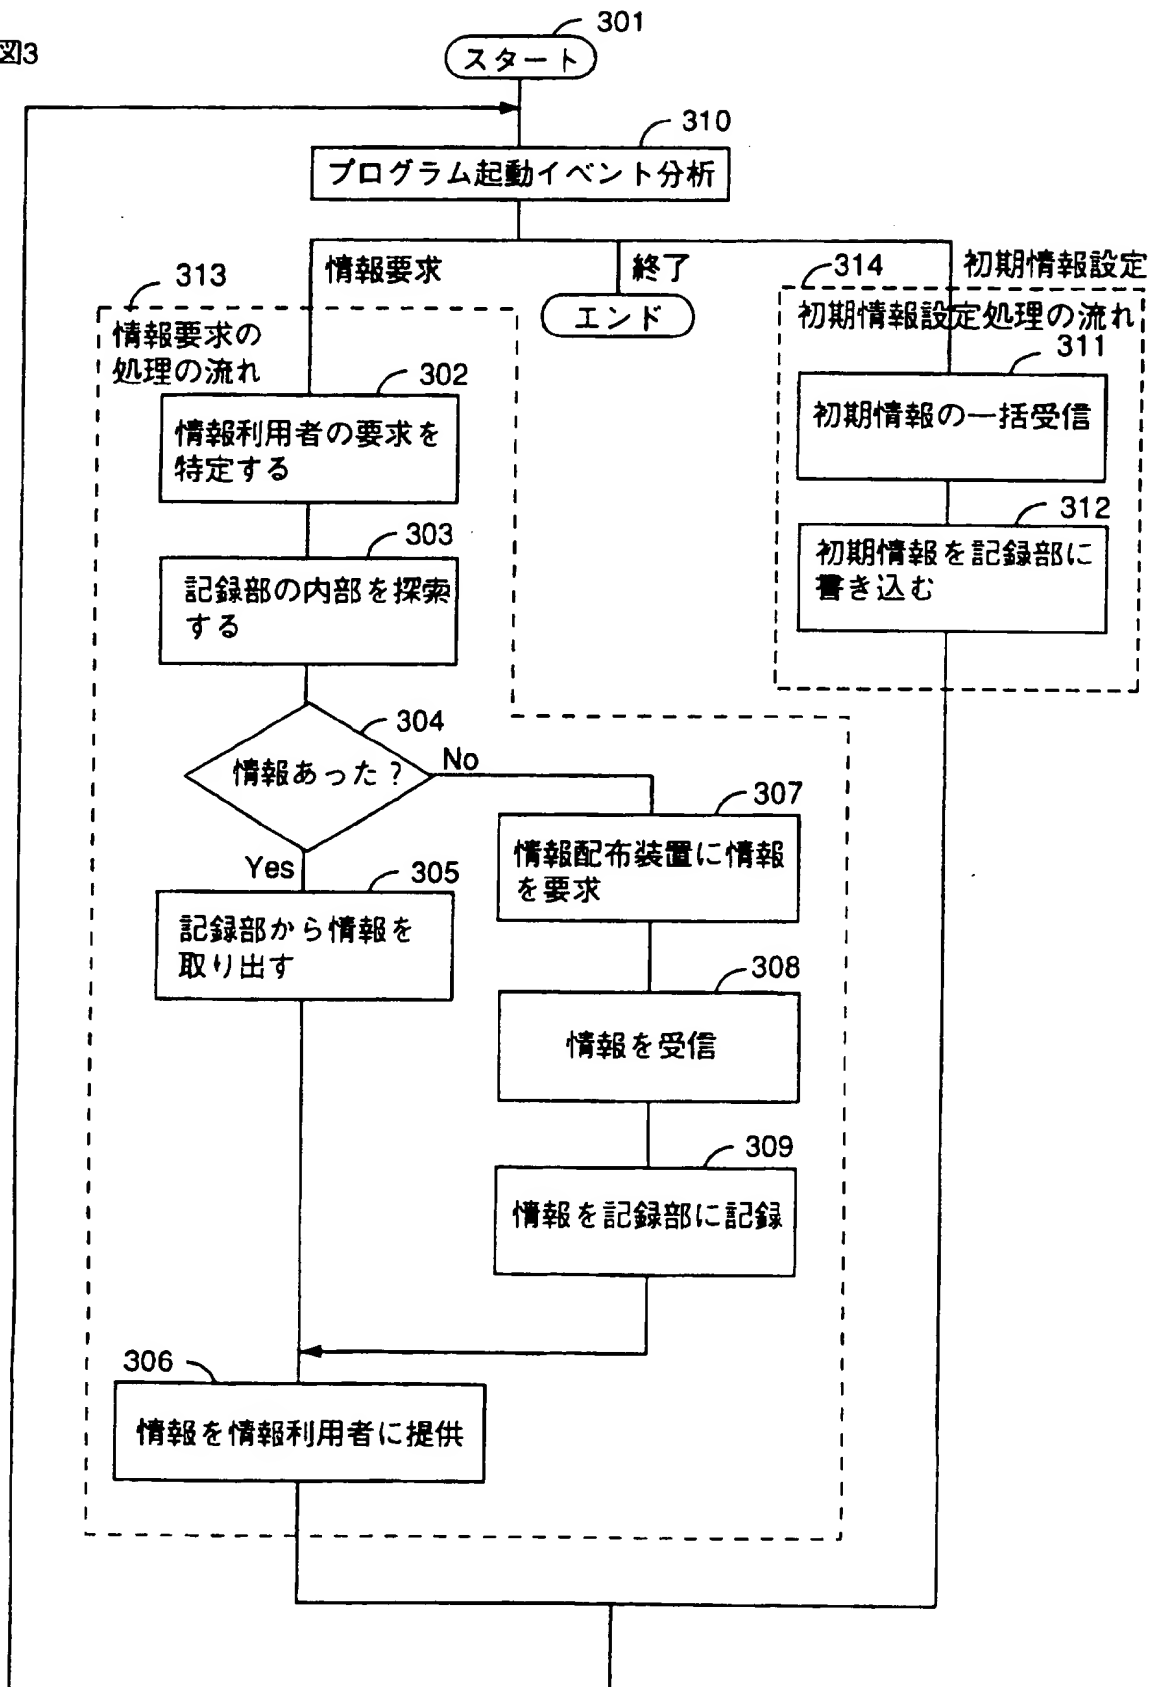 図3
301
スタート
310
プログラム起動イベント分析
情報要求
終了
初期情報設定
エンド
313
情報要求の
処理の流れ
302
情報利用者の要求を
特定する
303
記録部の内部を探索
する
304
情報あった?
No
Yes
305
記録部から情報を
取り出す
307
情報配布装置に情報
を要求
308
情報を受信
309
情報を記録部に記録
306
情報を情報利用者に提供
314
初期情報設定処理の流れ
311
初期情報の一括受信
312
初期情報を記録部に
書き込む